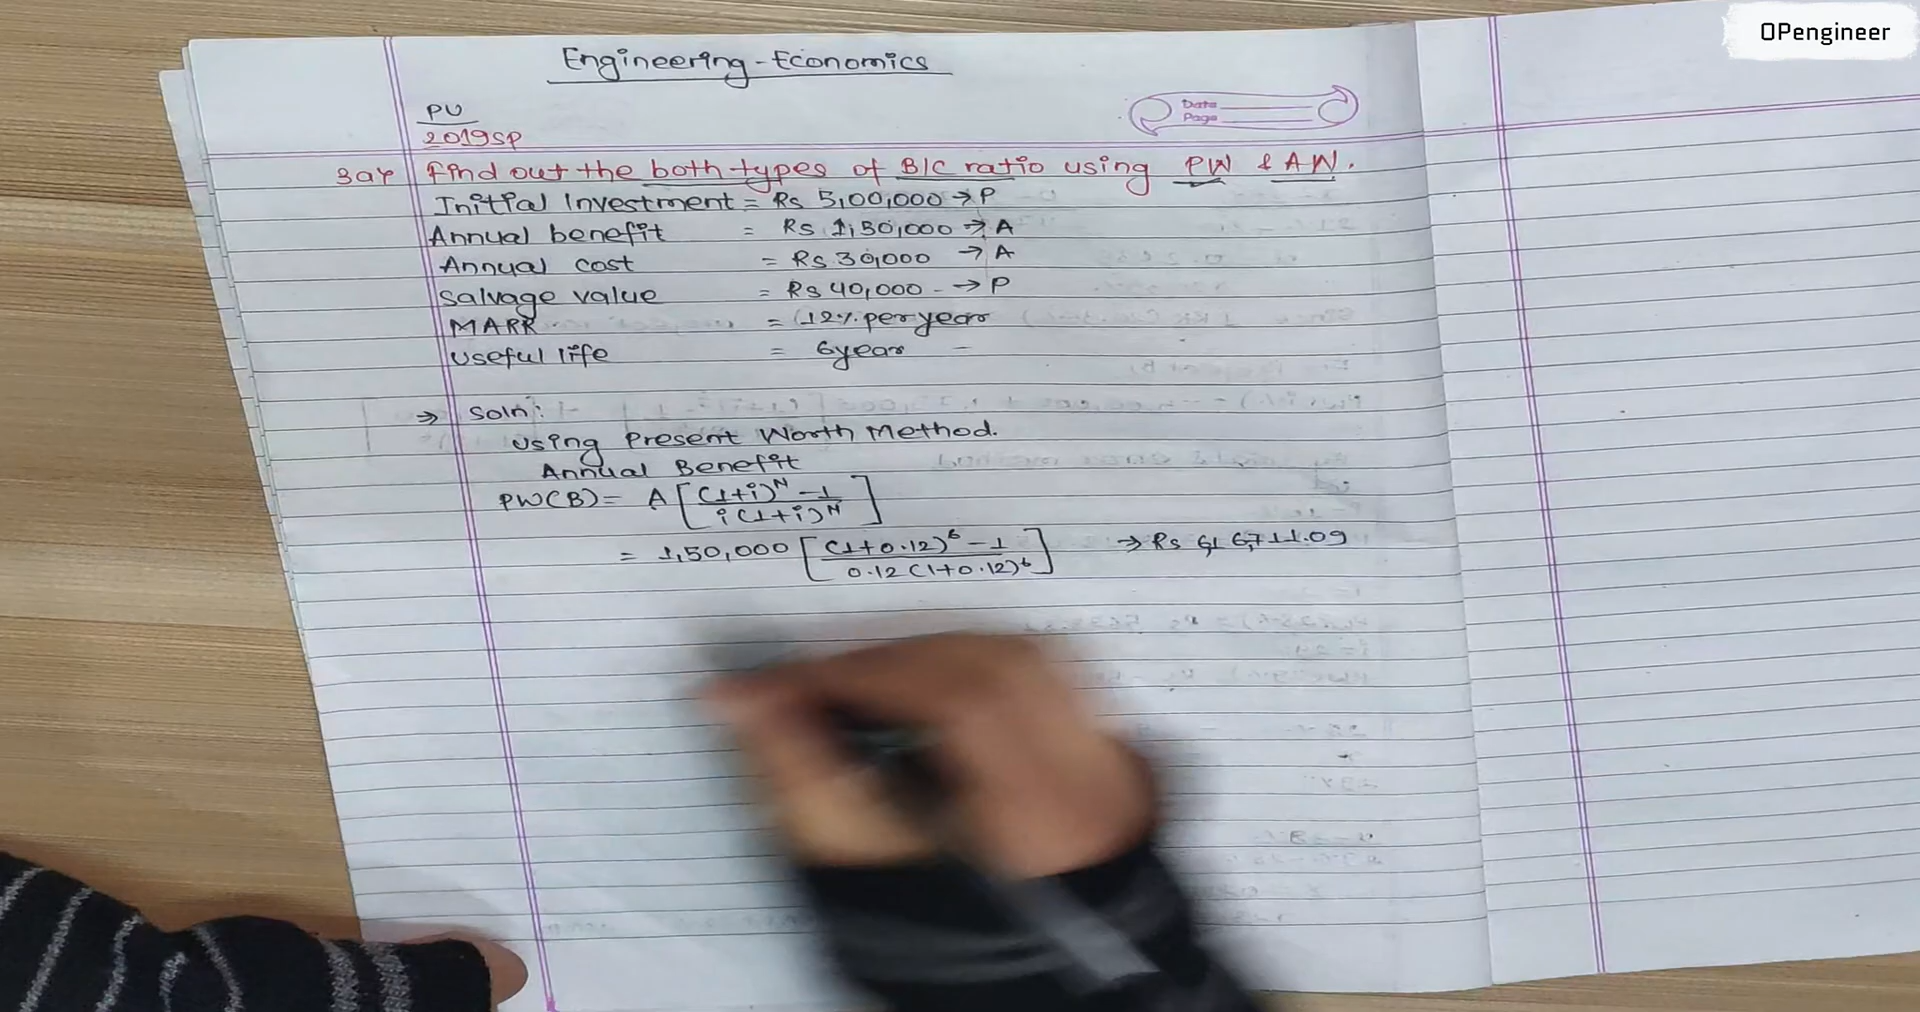 OPengineer
Engineering-Economics
PU
2019sp
Date
Page
3a) Find out the both types of B/C ratio using PW & AW.
Initial Investment = Rs 5,00,000 → P
Annual benefit = Rs 1,50,000 → A
Annual cost = Rs 30,000 → A
Salvage value = Rs 40,000 → P
MARR = 12% per year
Useful life = 6year
⇒ Soln:
Using Present Worth Method.
Annual Benefit
PW(B) = A [ (1+i)^N - 1 / i(1+i)^N ]
= 1,50,000 [ (1+0.12)^6 - 1 / 0.12(1+0.12)^6 ] → Rs 6,16,711.09